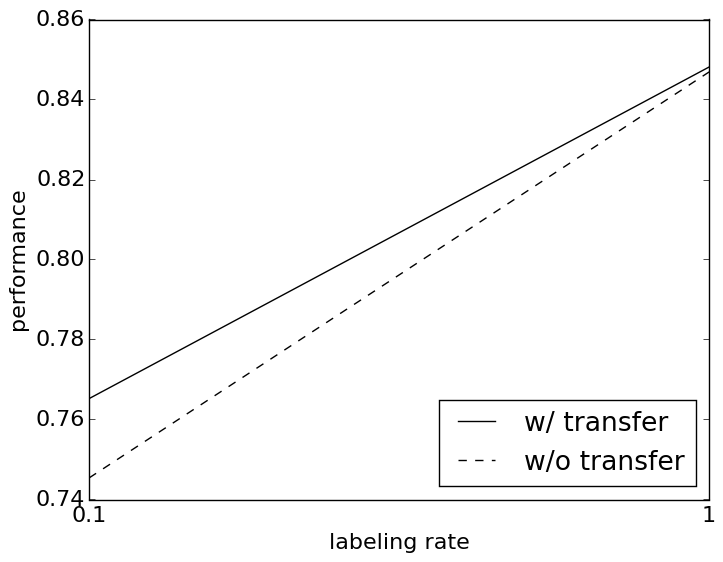 0.86
0.84
0.82
0.80
0.78
0.76
0.74
performance
w/ transfer
w/o transfer
0.1
1
labeling rate